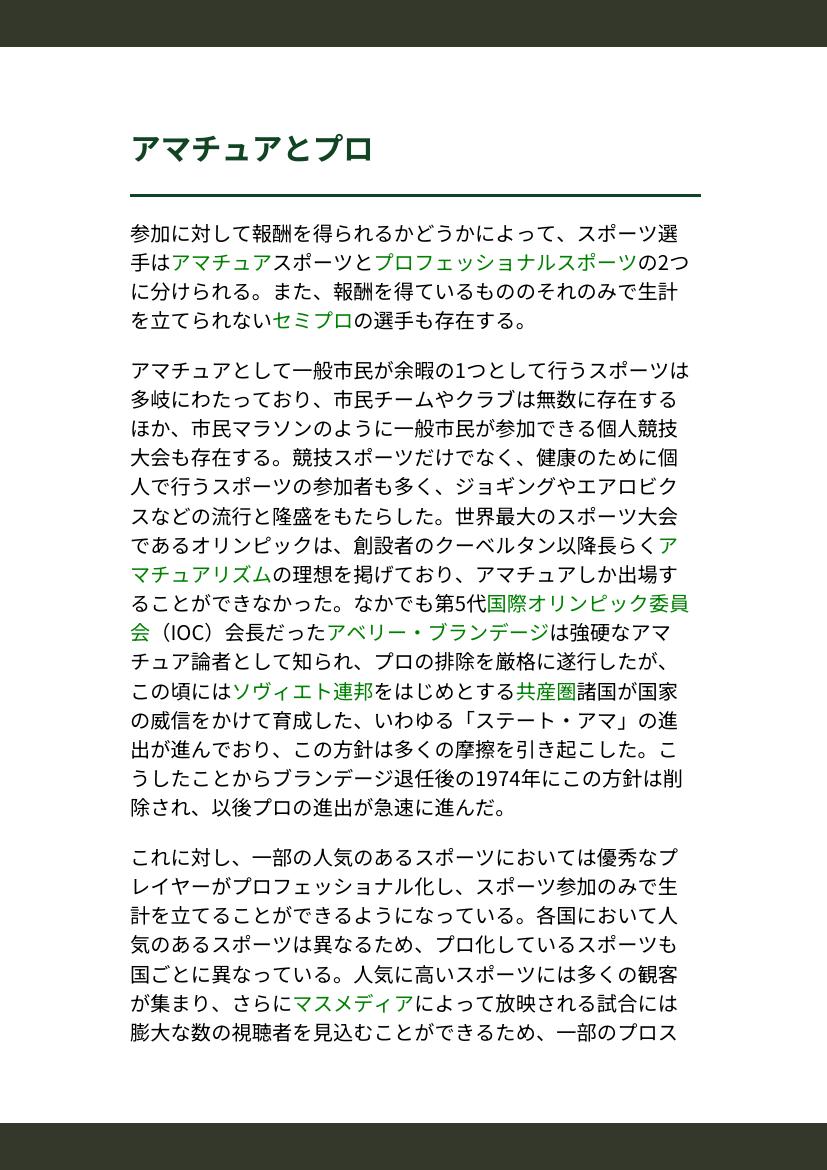 アマチュアとプロ
参加に対して報酬を得られるかどうかによって、スポーツ選
手はアマチュアスポーツとプロフェッショナルスポーツの2つ
に分けられる。また、報酬を得ているもののそれのみで生計
を立てられないセミプロの選手も存在する。
アマチュアとして一般市民が余暇の1つとして行うスポーツは
多岐にわたっており、市民チームやクラブは無数に存在する
ほか、市民マラソンのように一般市民が参加できる個人競技
大会も存在する。競技スポーツだけでなく、健康のために個
人で行うスポーツの参加者も多く、ジョギングやエアロビク
スなどの流行と隆盛をもたらした。世界最大のスポーツ大会
であるオリンピックは、創設者のクーベルタン以降長らくア
マチュアリズムの理想を掲げており、アマチュアしか出場す
ることができなかった。なかでも第5代国際オリンピック委員
会（IOC）会長だったアベリー・ブランデージは強硬なアマ
チュア論者として知られ、プロの排除を厳格に遂行したが、
この頃にはソヴィエト連邦をはじめとする共産圏諸国が国家
の威信をかけて育成した、いわゆる「ステート・アマ」の進
出が進んでおり、この方針は多くの摩擦を引き起こした。こ
うしたことからブランデージ退任後の1974年にこの方針は削
除され、以後プロの進出が急速に進んだ。
これに対し、一部の人気のあるスポーツにおいては優秀なプ
レイヤーがプロフェッショナル化し、スポーツ参加のみで生
計を立てることができるようになっている。各国において人
気のあるスポーツは異なるため、プロ化しているスポーツも
国ごとに異なっている。人気に高いスポーツには多くの観客
が集まり、さらにマスメディアによって放映される試合には
膨大な数の視聴者を見込むことができるため、一部のプロス